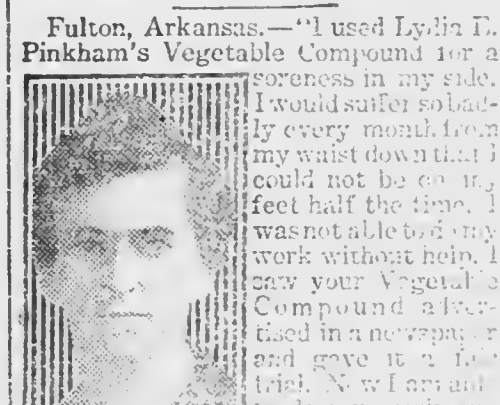 Fulton, Arkansas.—"I used Lydia E.
Pinkham's Vegetable Compound for a
soreness in my side.
I would suffer so bad-
ly every month from
my waist down that I
could not be on my
feet half the time. I
was not able to do my
work without help. I
saw your Vegetable
Compound adver-
tised in a newspaper
and gave it a fair
trial. Now I am